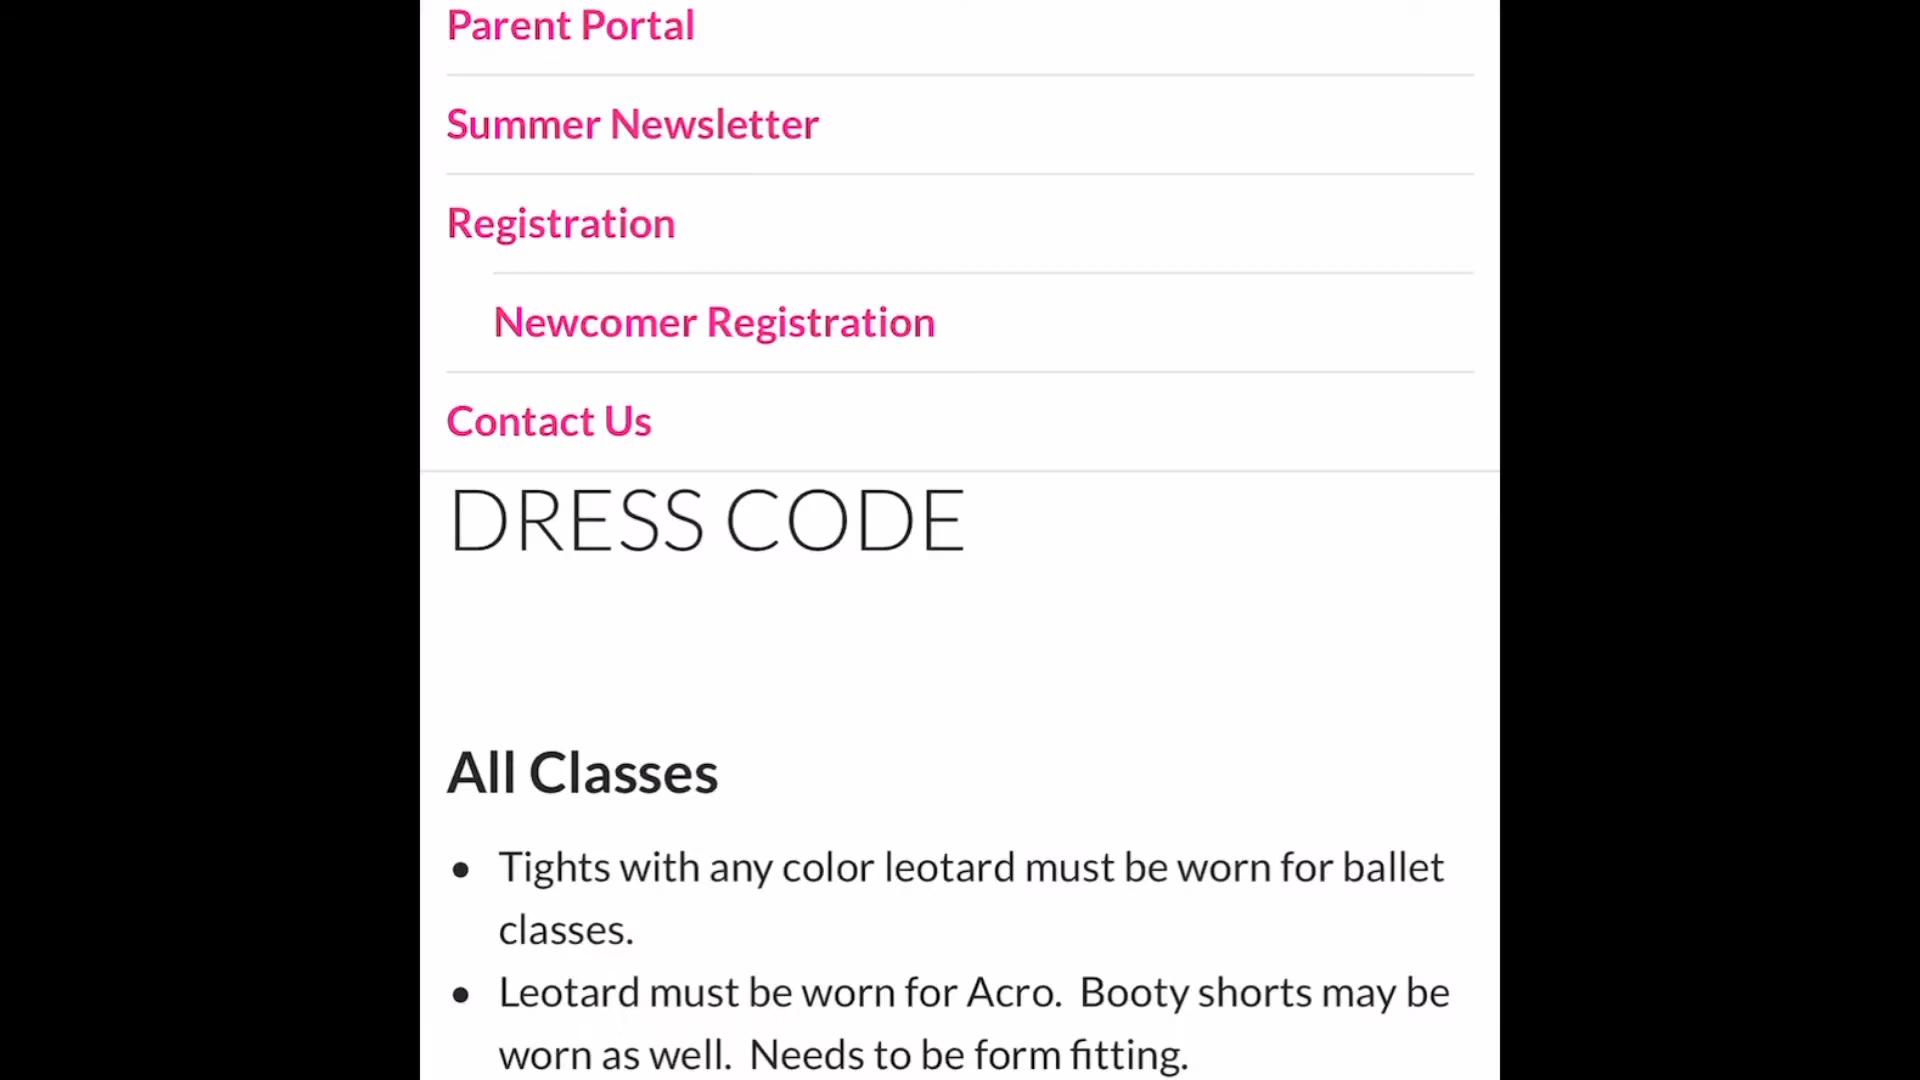 Parent Portal
Summer Newsletter
Registration
Newcomer Registration
Contact Us
DRESS CODE
All Classes
• Tights with any color leotard must be worn for ballet
classes.
• Leotard must be worn for Acro.  Booty shorts may be
worn as well.  Needs to be form fitting.